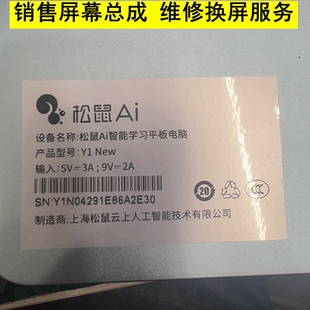 销售屏幕总成 维修换屏服务
松鼠Ai
设备名称:松鼠Ai智能学习平板电脑
产品型号:Y1 New
输入:5V=3A;9V=2A
20
CCC
SN:Y1N04291E86A2E30
制造商:上海松鼠云上人工智能技术有限公司